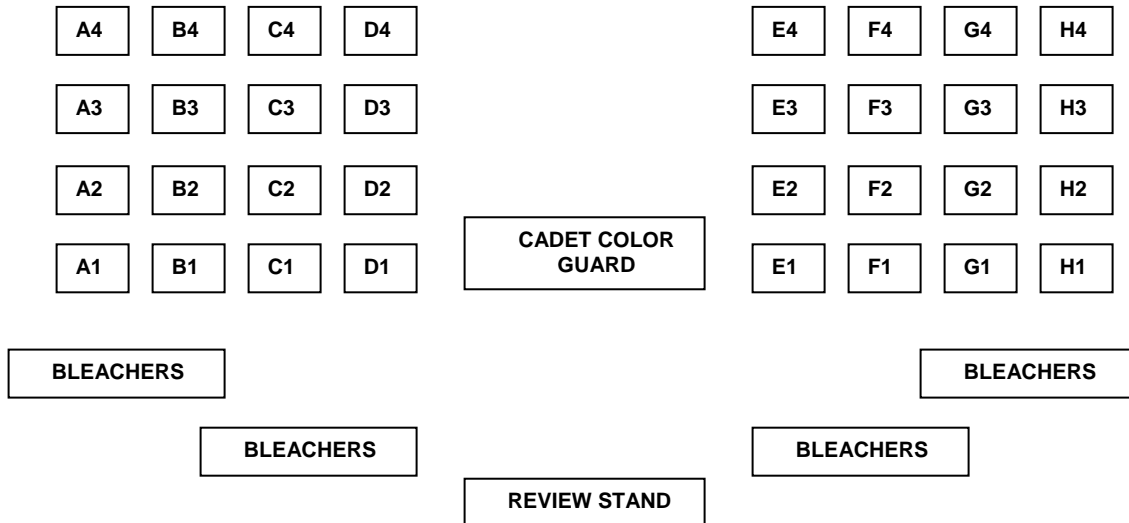 A4 B4 C4 D4 E4 F4 G4 H4
A3 B3 C3 D3 E3 F3 G3 H3
A2 B2 C2 D2 E2 F2 G2 H2
CADET COLOR
GUARD
A1 B1 C1 D1 E1 F1 G1 H1
BLEACHERS BLEACHERS
BLEACHERS BLEACHERS
REVIEW STAND